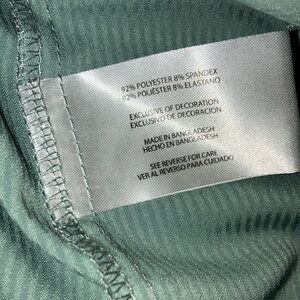 92% POLYESTER 8% SPANDEX
92% POLIESTER 8% ELASTANO
EXCLUSIVE OF DECORATION
EXCLUSIVO DE DECORACION
MADE IN BANGLADESH
HECHO EN BANGLADESH
SEE REVERSE FOR CARE
VER AL REVERSO PARA CUIDADO